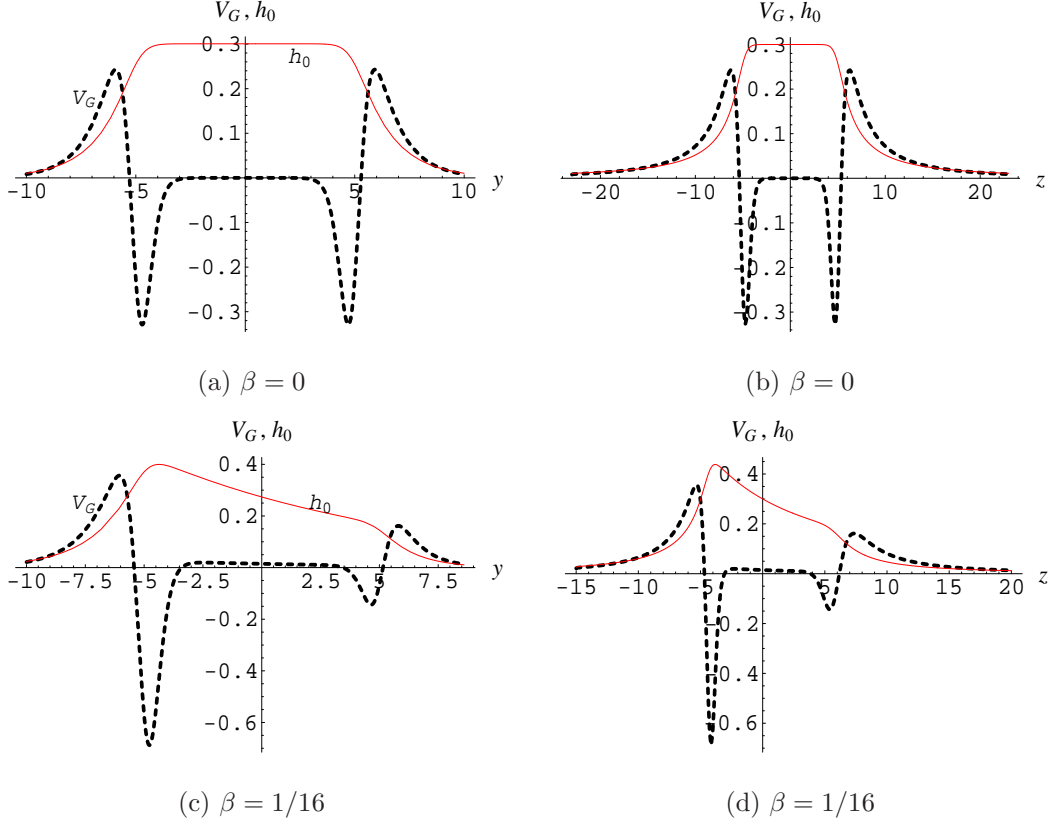 V_G, h_0
0.3
h_0
0.2
V_G
0.1
-10 -5 5 10 y
-0.1
-0.2
-0.3
(a) β = 0
V_G, h_0
0.3
0.2
0.1
-20 -10 10 20 z
-0.1
-0.2
-0.3
(b) β = 0
V_G, h_0
0.4
V_G
h_0
0.2
-10 -7.5 -5 -2.5 2.5 5 7.5 y
-0.2
-0.4
-0.6
(c) β = 1/16
V_G, h_0
0.4
0.2
-15 -10 -5 5 10 15 20 z
-0.2
-0.4
-0.6
(d) β = 1/16